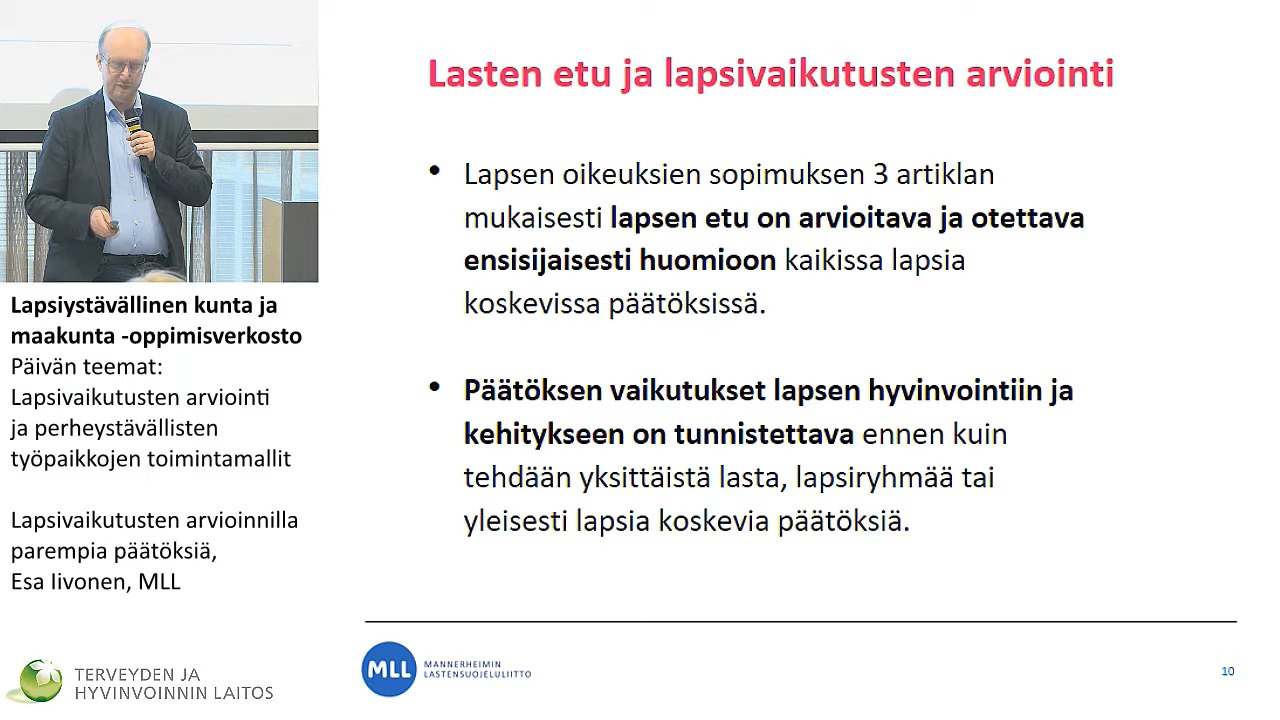 Lapsiystävällinen kunta ja
maakunta -oppimisverkosto
Päivän teemat:
Lapsivaikutusten arviointi
ja perheystävällisten
työpaikkojen toimintamallit
Lapsivaikutusten arvioinnilla
parempia päätöksiä,
Esa Iivonen, MLL
TERVEYDEN JA
HYVINVOINNIN LAITOS
Lasten etu ja lapsivaikutusten arviointi
• Lapsen oikeuksien sopimuksen 3 artiklan
mukaisesti lapsen etu on arvioitava ja otettava
ensisijaisesti huomioon kaikissa lapsia
koskevissa päätöksissä.
• Päätöksen vaikutukset lapsen hyvinvointiin ja
kehitykseen on tunnistettava ennen kuin
tehdään yksittäistä lasta, lapsiryhmää tai
yleisesti lapsia koskevia päätöksiä.
MLL
MANNERHEIMIN
LASTENSUOJELULIITTO
10